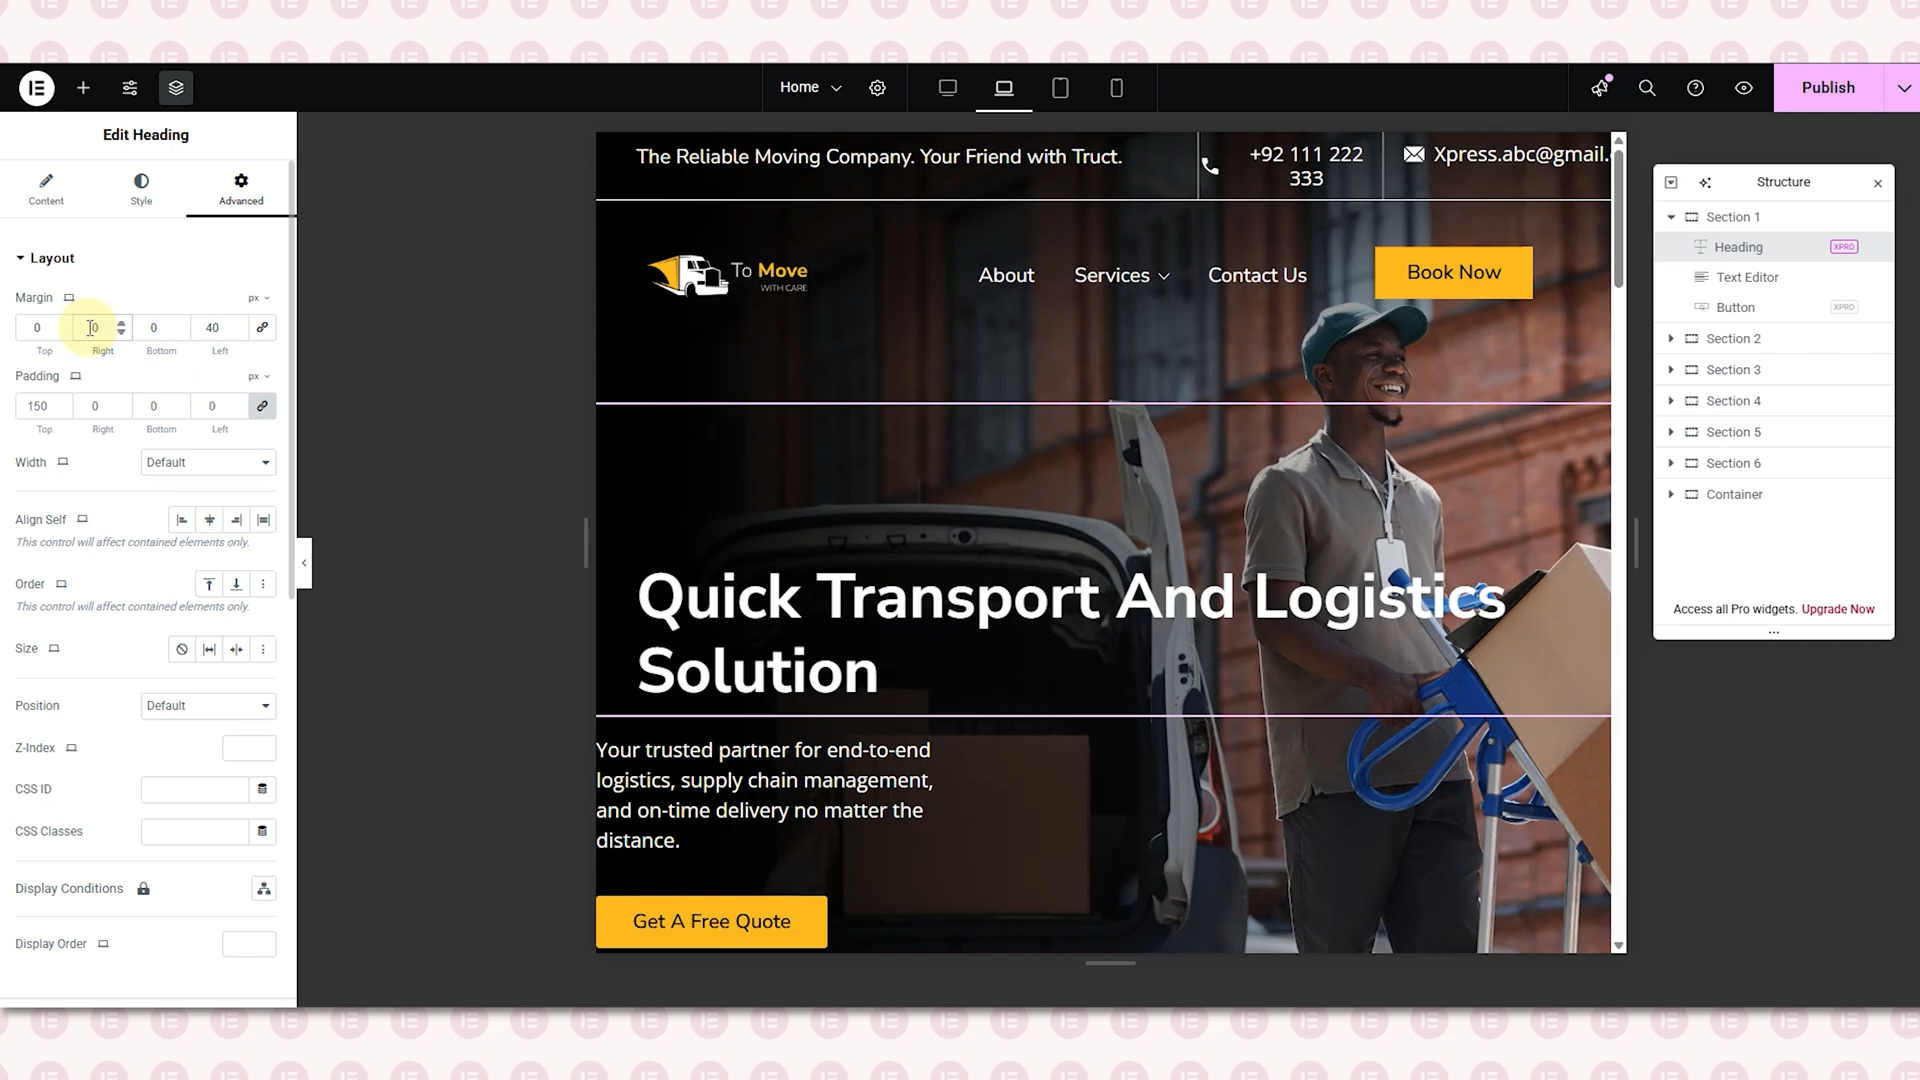 Home
Publish
Edit Heading
Content
Style
Advanced
Layout
Margin
px
0
0
0
40
Top
Right
Bottom
Left
Padding
px
150
0
0
0
Top
Right
Bottom
Left
Width
Default
Align Self
This control will affect contained elements only.
Order
This control will affect contained elements only.
Size
Position
Default
Z-Index
CSS ID
CSS Classes
Display Conditions
Display Order
The Reliable Moving Company. Your Friend with Truct.
+92 111 222
333
Xpress.abc@gmail.
To Move
WITH CARE
About
Services
Contact Us
Book Now
Quick Transport And Logistics
Solution
Your trusted partner for end-to-end
logistics, supply chain management,
and on-time delivery no matter the
distance.
Get A Free Quote
Structure
Section 1
Heading
XPRO
Text Editor
Button
XPRO
Section 2
Section 3
Section 4
Section 5
Section 6
Container
Access all Pro widgets. Upgrade Now